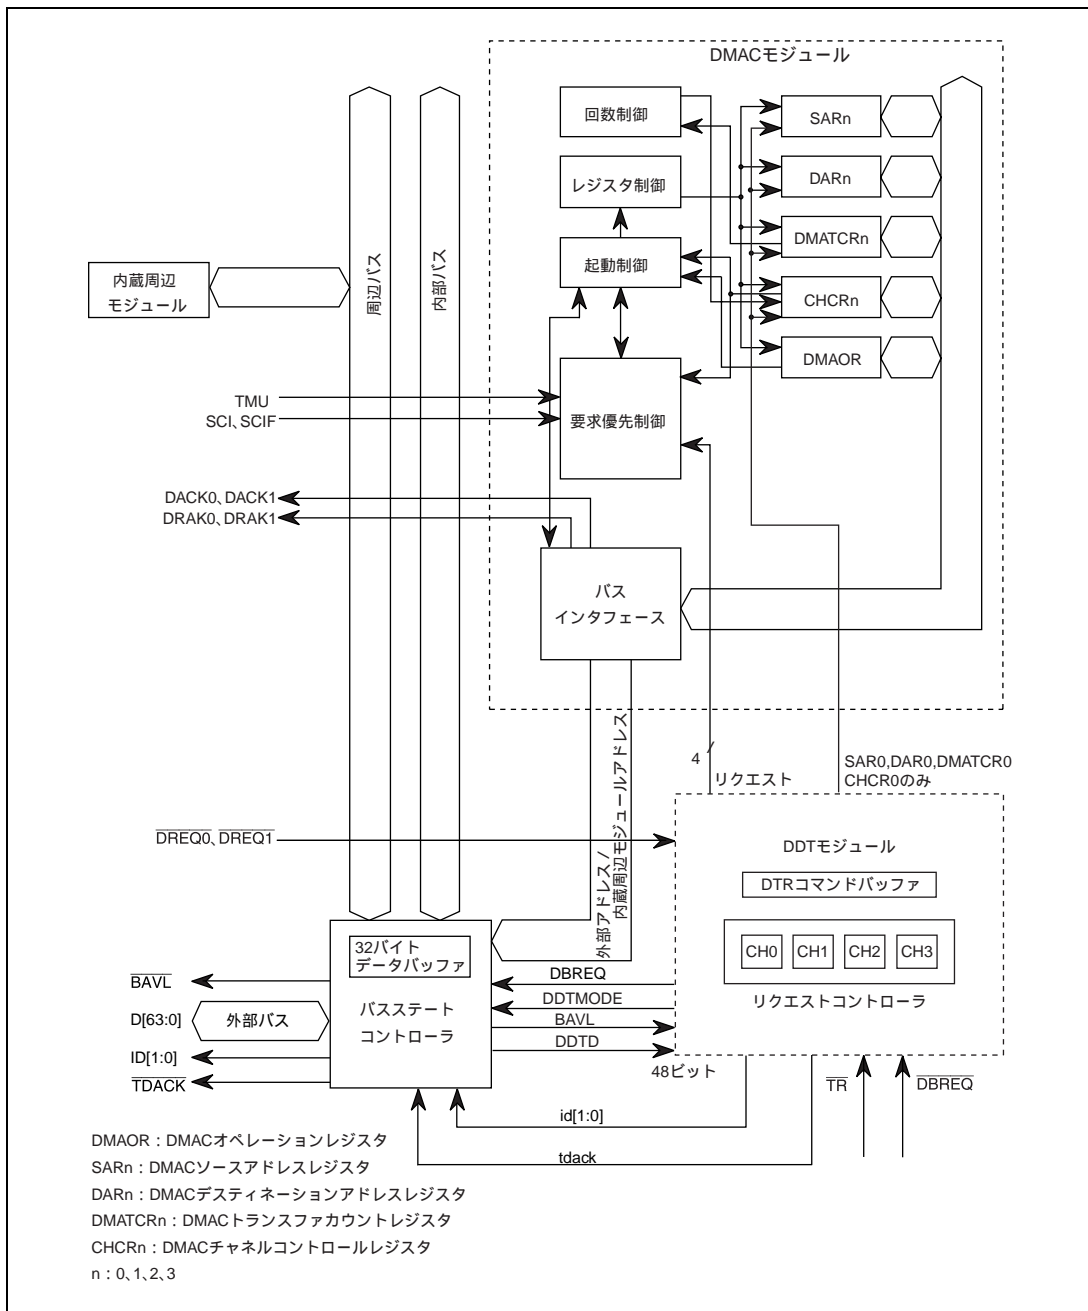 DMACモジュール
回数制御
SARn
レジスタ制御
DARn
DMATCRn
起動制御
内蔵周辺
モジュール
周辺バス
内部バス
CHCRn
DMAOR
TMU
SCI、SCIF
要求優先制御
DACK0、DACK1
DRAK0、DRAK1
バス
インタフェース
外部アドレス/
内蔵周辺モジュールアドレス
4
リクエスト
SAR0,DAR0,DMATCR0
CHCR0のみ
DREQ0、DREQ1
DDTモジュール
DTRコマンドバッファ
CH0 CH1 CH2 CH3
リクエストコントローラ
32バイト
データバッファ
バスステート
コントローラ
BAVL
D[63:0]
外部バス
ID[1:0]
TDACK
DBREQ
DDTMODE
BAVL
DDTD
48ビット
TR
DBREQ
id[1:0]
tdack
DMAOR：DMACオペレーションレジスタ
SARn：DMACソースアドレスレジスタ
DARn：DMACデスティネーションアドレスレジスタ
DMATCRn：DMACトランスファカウントレジスタ
CHCRn：DMACチャネルコントロールレジスタ
n：0、1、2、3